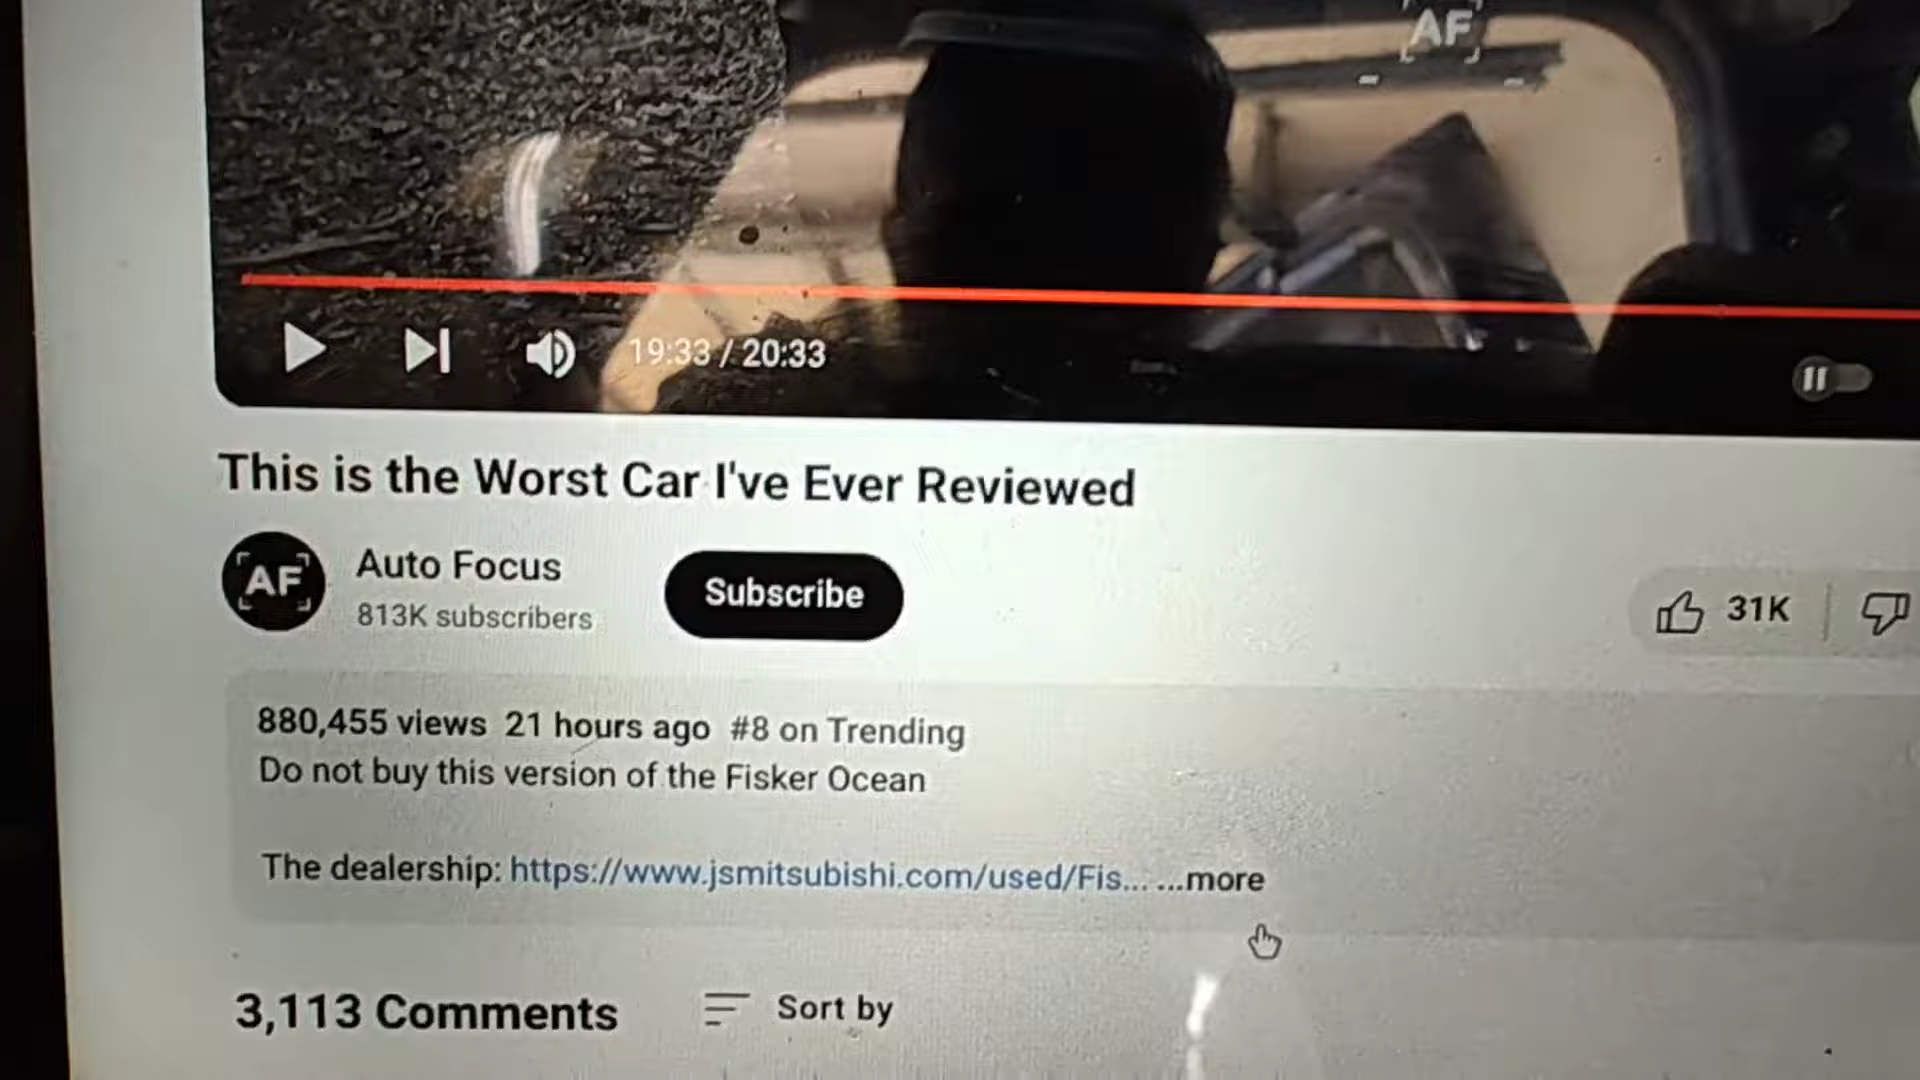 AF
19:33 / 20:33
This is the Worst Car I've Ever Reviewed
AF
Auto Focus
813K subscribers
Subscribe
31K
880,455 views 21 hours ago #8 on Trending
Do not buy this version of the Fisker Ocean
The dealership: https://www.jsmitsubishi.com/used/Fis... ...more
3,113 Comments
Sort by